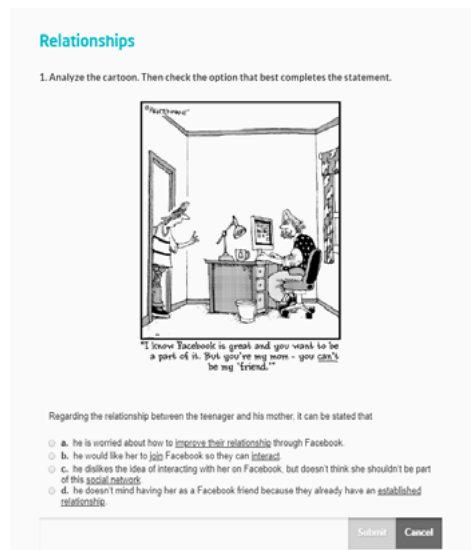 Relationships
1. Analyze the cartoon. Then check the option that best completes the statement.
"I know Facebook is great and you want to be
a part of it. But you're my mom - you can't
be my 'friend.'"
Regarding the relationship between the teenager and his mother, it can be stated that
a. he is worried about how to improve their relationship through Facebook.
b. he would like her to join Facebook so they can interact.
c. he dislikes the idea of interacting with her on Facebook, but doesn't think she shouldn't be part
of this social network.
d. he doesn't mind having her as a Facebook friend because they already have an established
relationship.
Submit Cancel